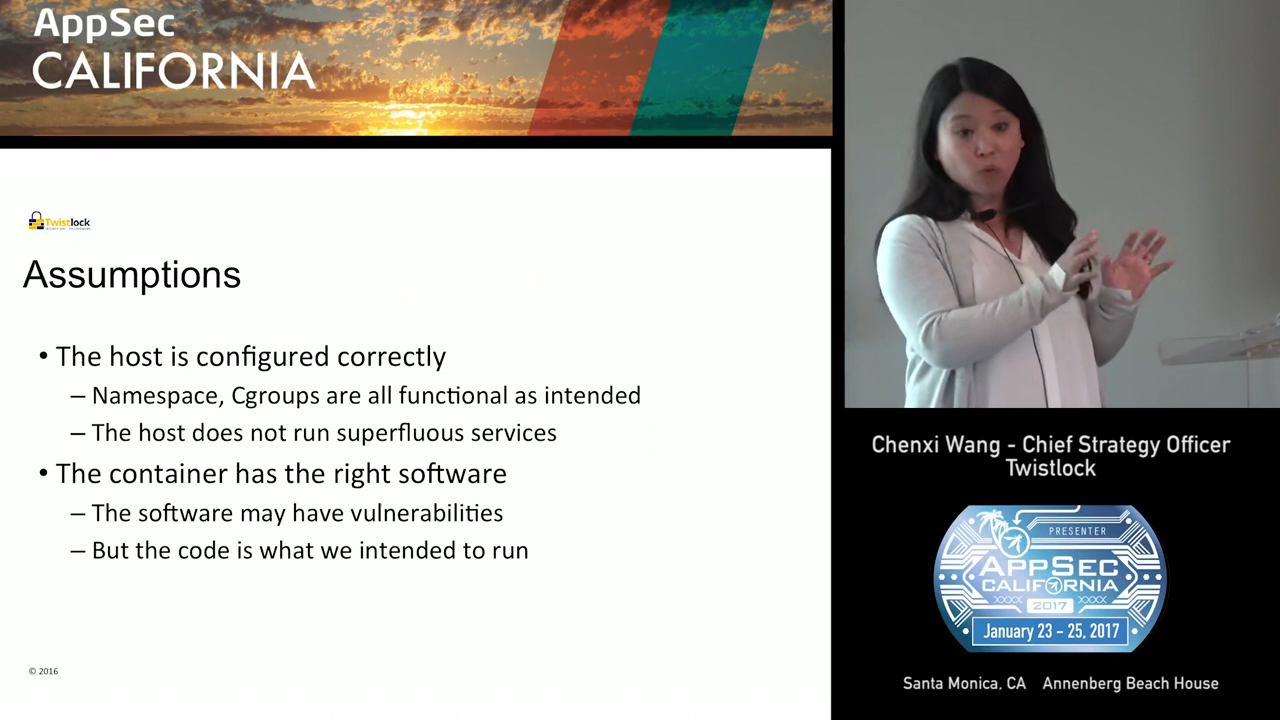 AppSec
CALIFORNIA
Twistlock
Assumptions
• The host is configured correctly
– Namespace, Cgroups are all functional as intended
– The host does not run superfluous services
• The container has the right software
– The software may have vulnerabilities
– But the code is what we intended to run
© 2016
Chenxi Wang - Chief Strategy Officer
Twistlock
PRESENTER
APPSEC
CALIFORNIA
XXXX 2017 XXXX
January 23 - 25, 2017
Santa Monica, CA Annenberg Beach House